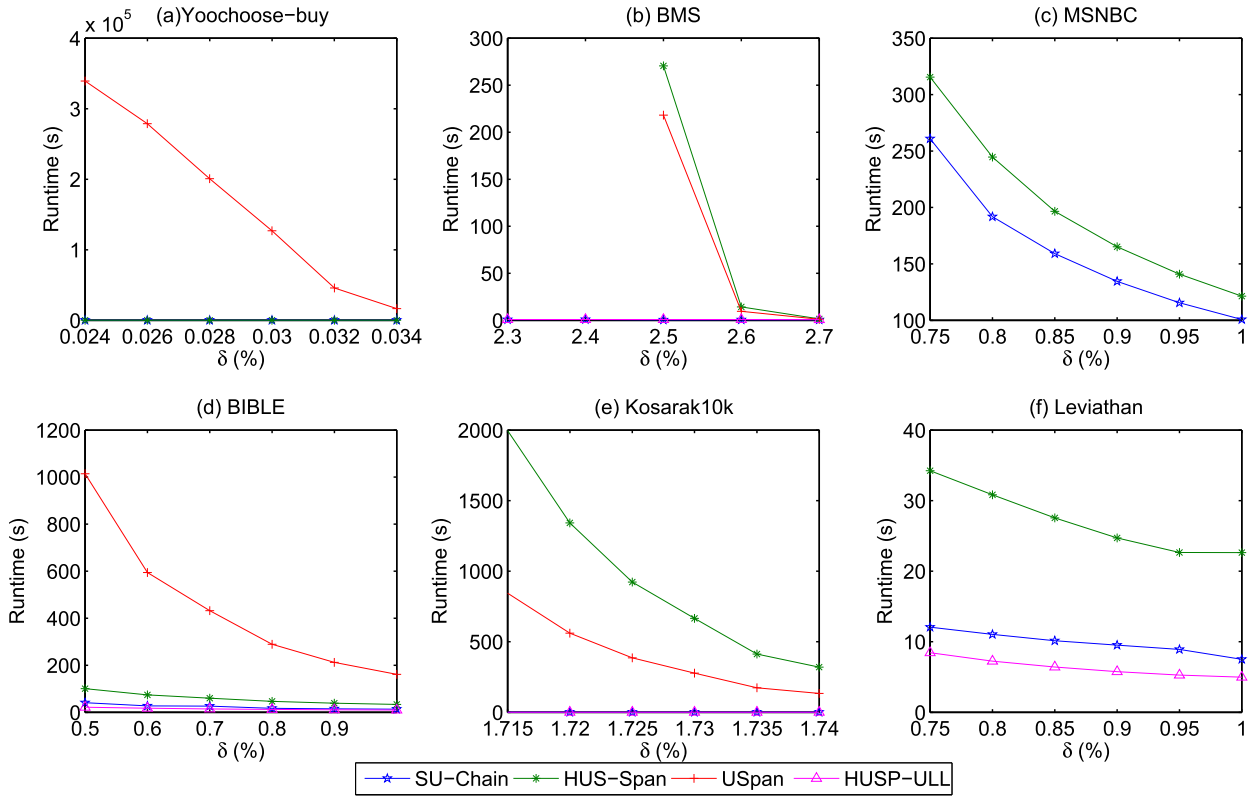 (a)Yoochoose−buy
x 10^5
4
3
2
1
0
Runtime (s)
0.024 0.026 0.028 0.03 0.032 0.034
δ (%)
(b) BMS
300
250
200
150
100
50
0
Runtime (s)
2.3 2.4 2.5 2.6 2.7
δ (%)
(c) MSNBC
350
300
250
200
150
100
Runtime (s)
0.75 0.8 0.85 0.9 0.95 1
δ (%)
(d) BIBLE
1200
1000
800
600
400
200
0
Runtime (s)
0.5 0.6 0.7 0.8 0.9
δ (%)
(e) Kosarak10k
2000
1500
1000
500
0
Runtime (s)
1.715 1.72 1.725 1.73 1.735 1.74
δ (%)
(f) Leviathan
40
30
20
10
0
Runtime (s)
0.75 0.8 0.85 0.9 0.95 1
δ (%)
SU−Chain HUS−Span USpan HUSP−ULL